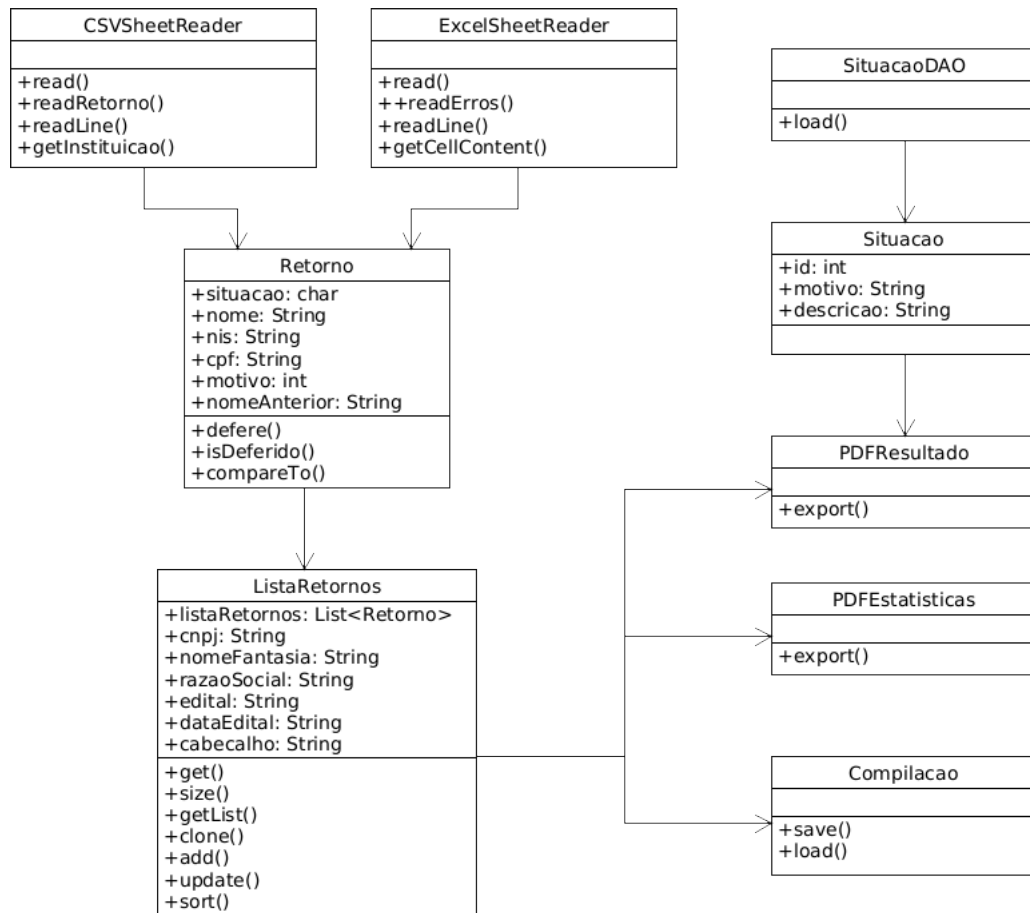 CSVSheetReader
+read()
+readRetorno()
+readLine()
+getInstituicao()
ExcelSheetReader
+read()
++readErros()
+readLine()
+getCellContent()
SituacaoDAO
+load()
Situacao
+id: int
+motivo: String
+descricao: String
Retorno
+situacao: char
+nome: String
+nis: String
+cpf: String
+motivo: int
+nomeAnterior: String
+defere()
+isDeferido()
+compareTo()
PDFResultado
+export()
ListaRetornos
+listaRetornos: List<Retorno>
+cnpj: String
+nomeFantasia: String
+razaoSocial: String
+edital: String
+dataEdital: String
+cabecalho: String
+get()
+size()
+getList()
+clone()
+add()
+update()
+sort()
PDFEstatisticas
+export()
Compilacao
+save()
+load()